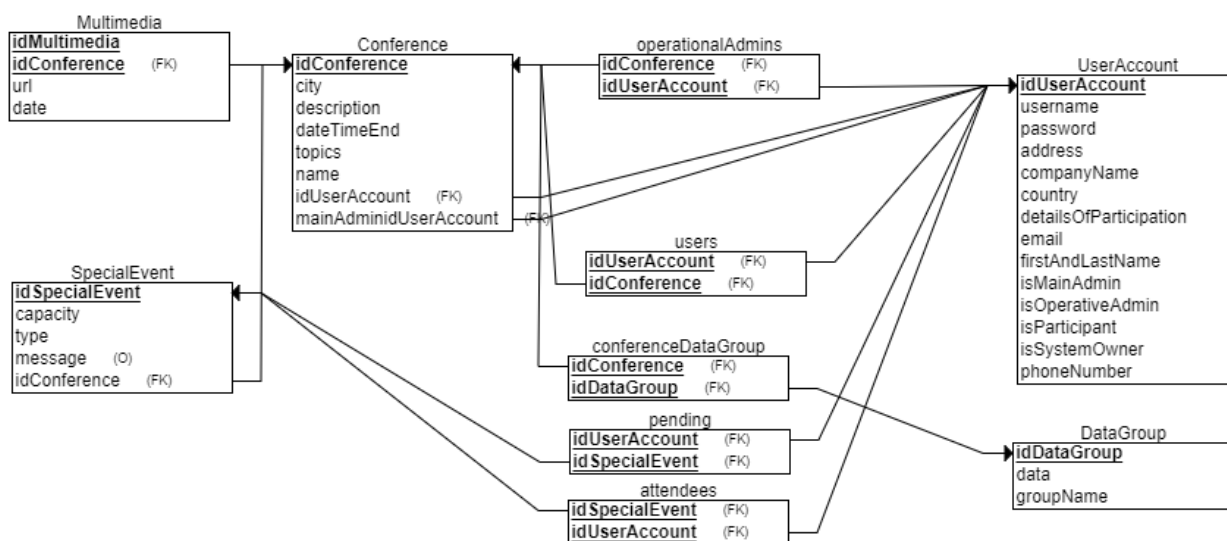 Multimedia
idMultimedia
idConference (FK)
url
date
Conference
idConference
city
description
dateTimeEnd
topics
name
idUserAccount (FK)
mainAdminidUserAccount (FK)
operationalAdmins
idConference (FK)
idUserAccount (FK)
UserAccount
idUserAccount
username
password
address
companyName
country
detailsOfParticipation
email
firstAndLastName
isMainAdmin
isOperativeAdmin
isParticipant
isSystemOwner
phoneNumber
users
idUserAccount (FK)
idConference (FK)
SpecialEvent
idSpecialEvent
capacity
type
message (O)
idConference (FK)
conferenceDataGroup
idConference (FK)
idDataGroup (FK)
pending
idUserAccount (FK)
idSpecialEvent (FK)
attendees
idSpecialEvent (FK)
idUserAccount (FK)
DataGroup
idDataGroup
data
groupName